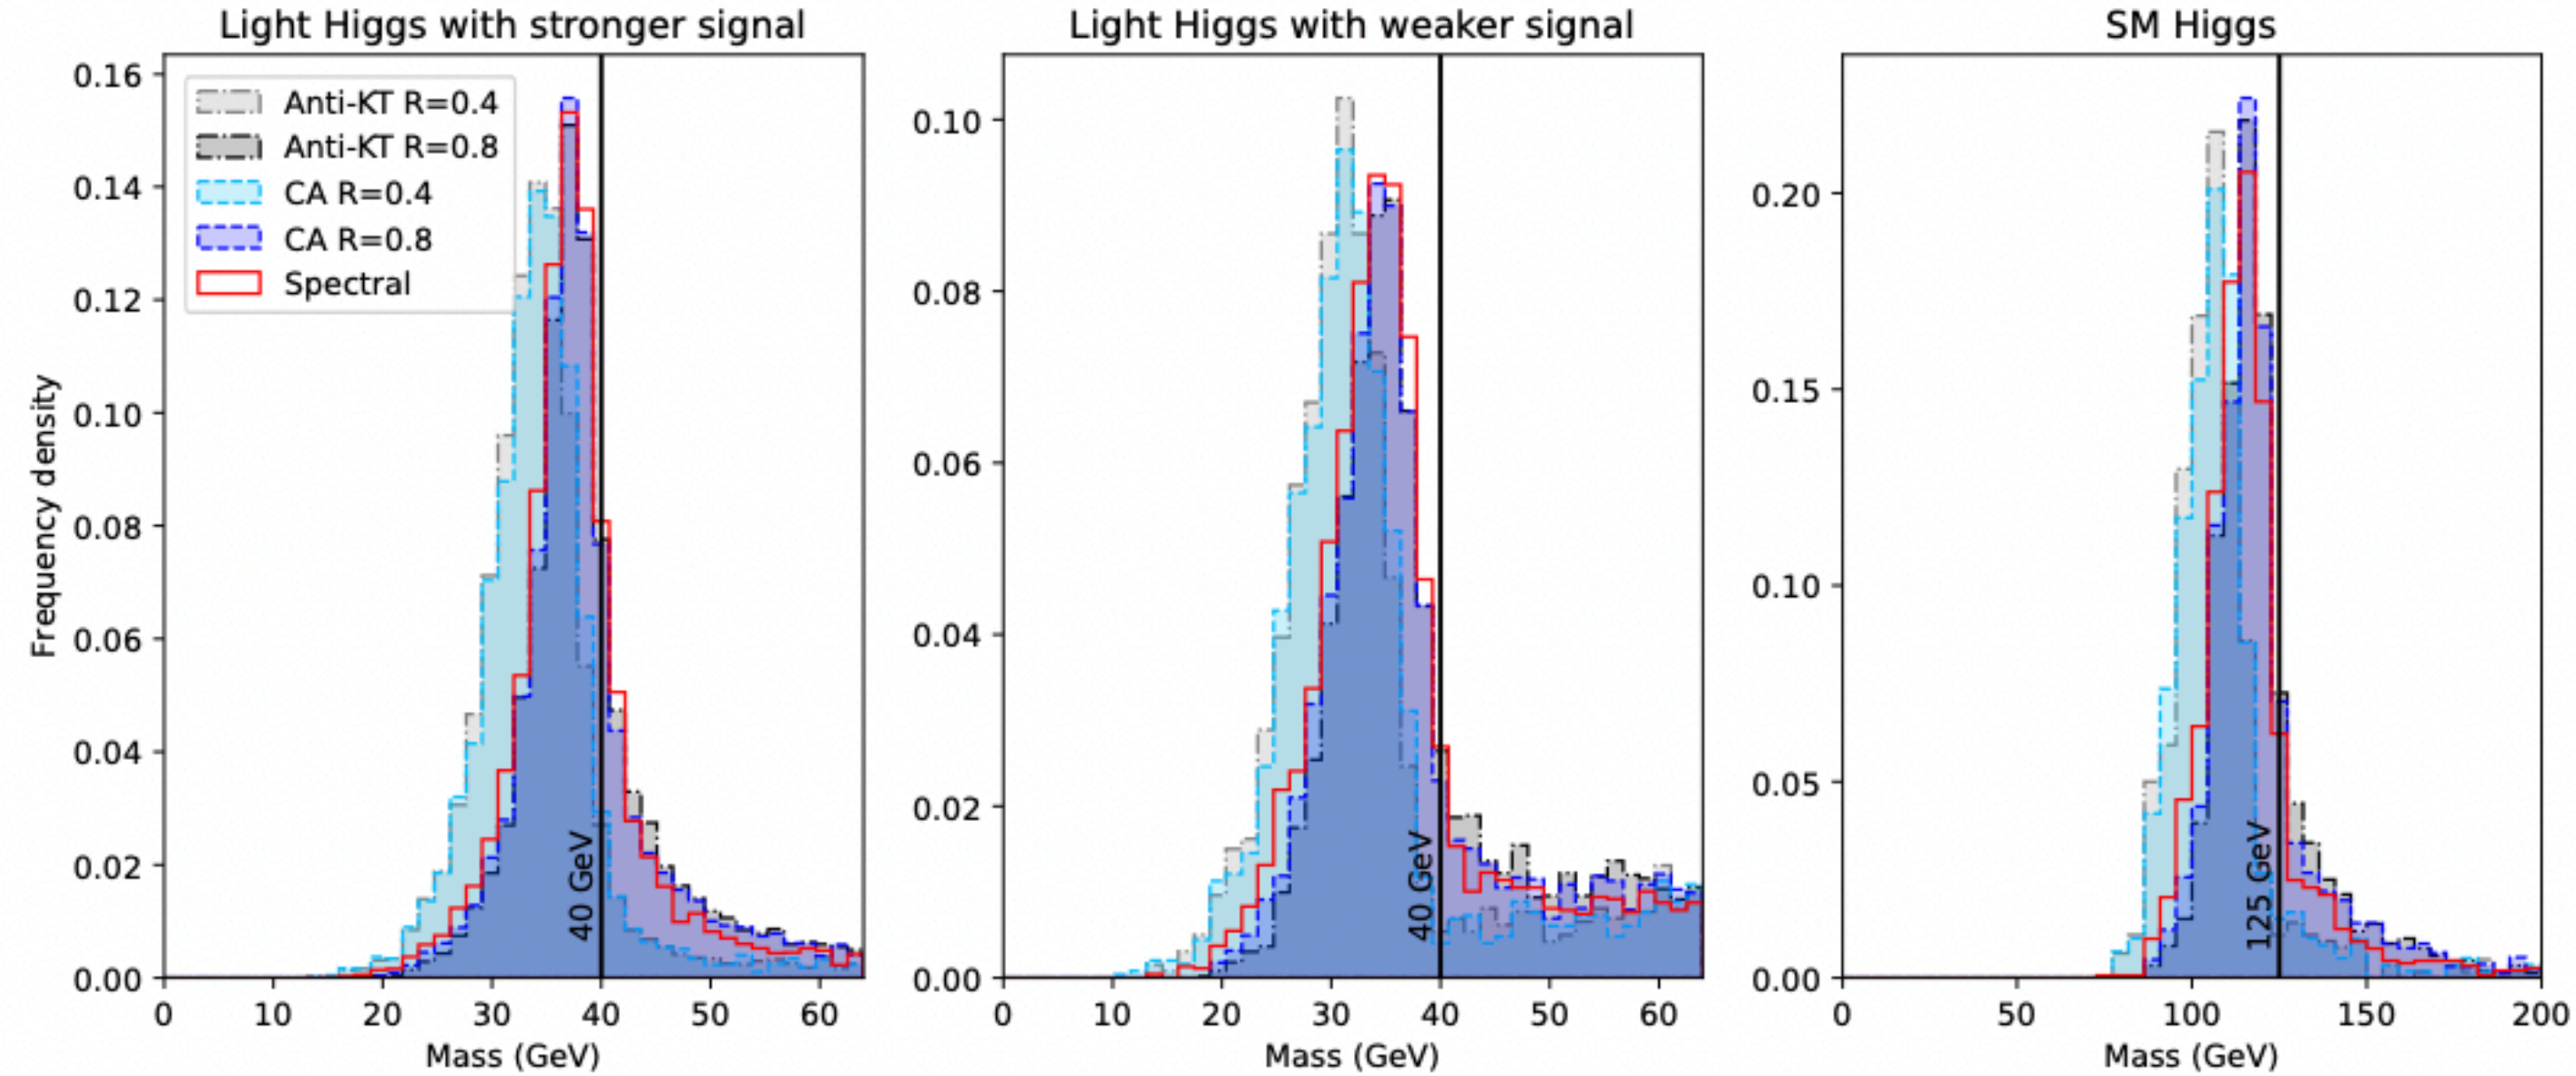 Light Higgs with stronger signal
Light Higgs with weaker signal
SM Higgs
Frequency density
0.16
0.14
0.12
0.10
0.08
0.06
0.04
0.02
0.00
Anti-KT R=0.4
Anti-KT R=0.8
CA R=0.4
CA R=0.8
Spectral
40 GeV
0 10 20 30 40 50 60
Mass (GeV)
0.10
0.08
0.06
0.04
0.02
0.00
40 GeV
0 10 20 30 40 50 60
Mass (GeV)
0.20
0.15
0.10
0.05
0.00
125 GeV
0 50 100 150 200
Mass (GeV)